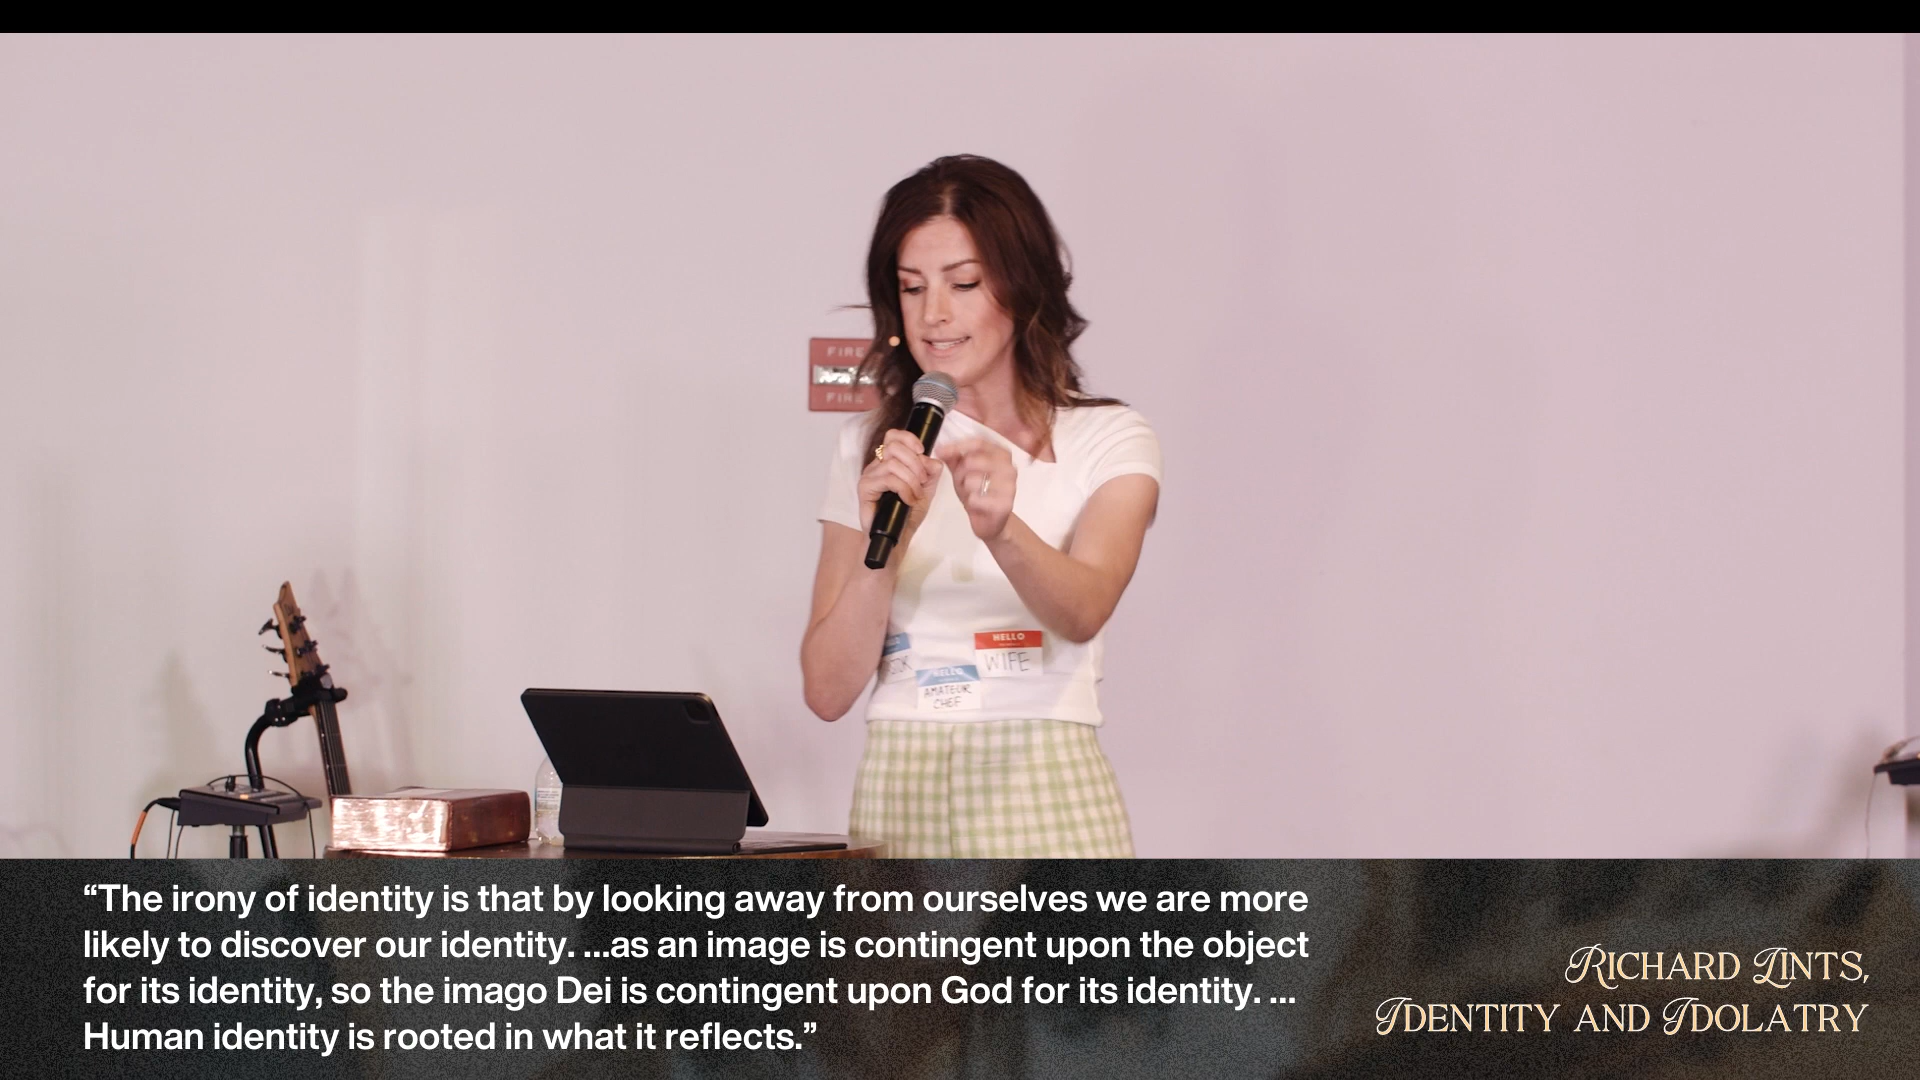 FIRE
FIRE
HELLO
WIFE
HELLO
AMATEUR
CHEF
“The irony of identity is that by looking away from ourselves we are more
likely to discover our identity. ...as an image is contingent upon the object
for its identity, so the imago Dei is contingent upon God for its identity. ...
Human identity is rooted in what it reflects.”
Richard Lints,
Identity and Idolatry